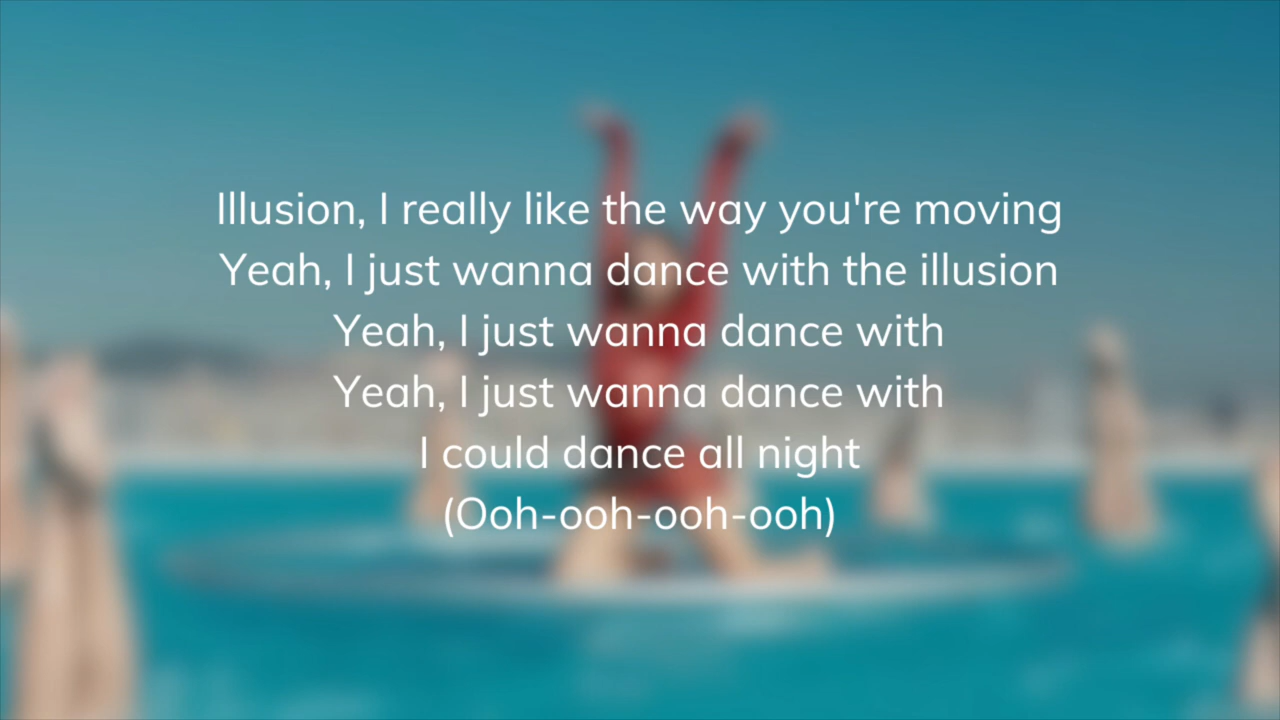 Illusion, I really like the way you're moving
Yeah, I just wanna dance with the illusion
Yeah, I just wanna dance with
Yeah, I just wanna dance with
I could dance all night
(Ooh-ooh-ooh-ooh)